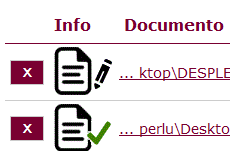 Info Documento
X ... ktop\DESPLE
X ... perlu\Deskto